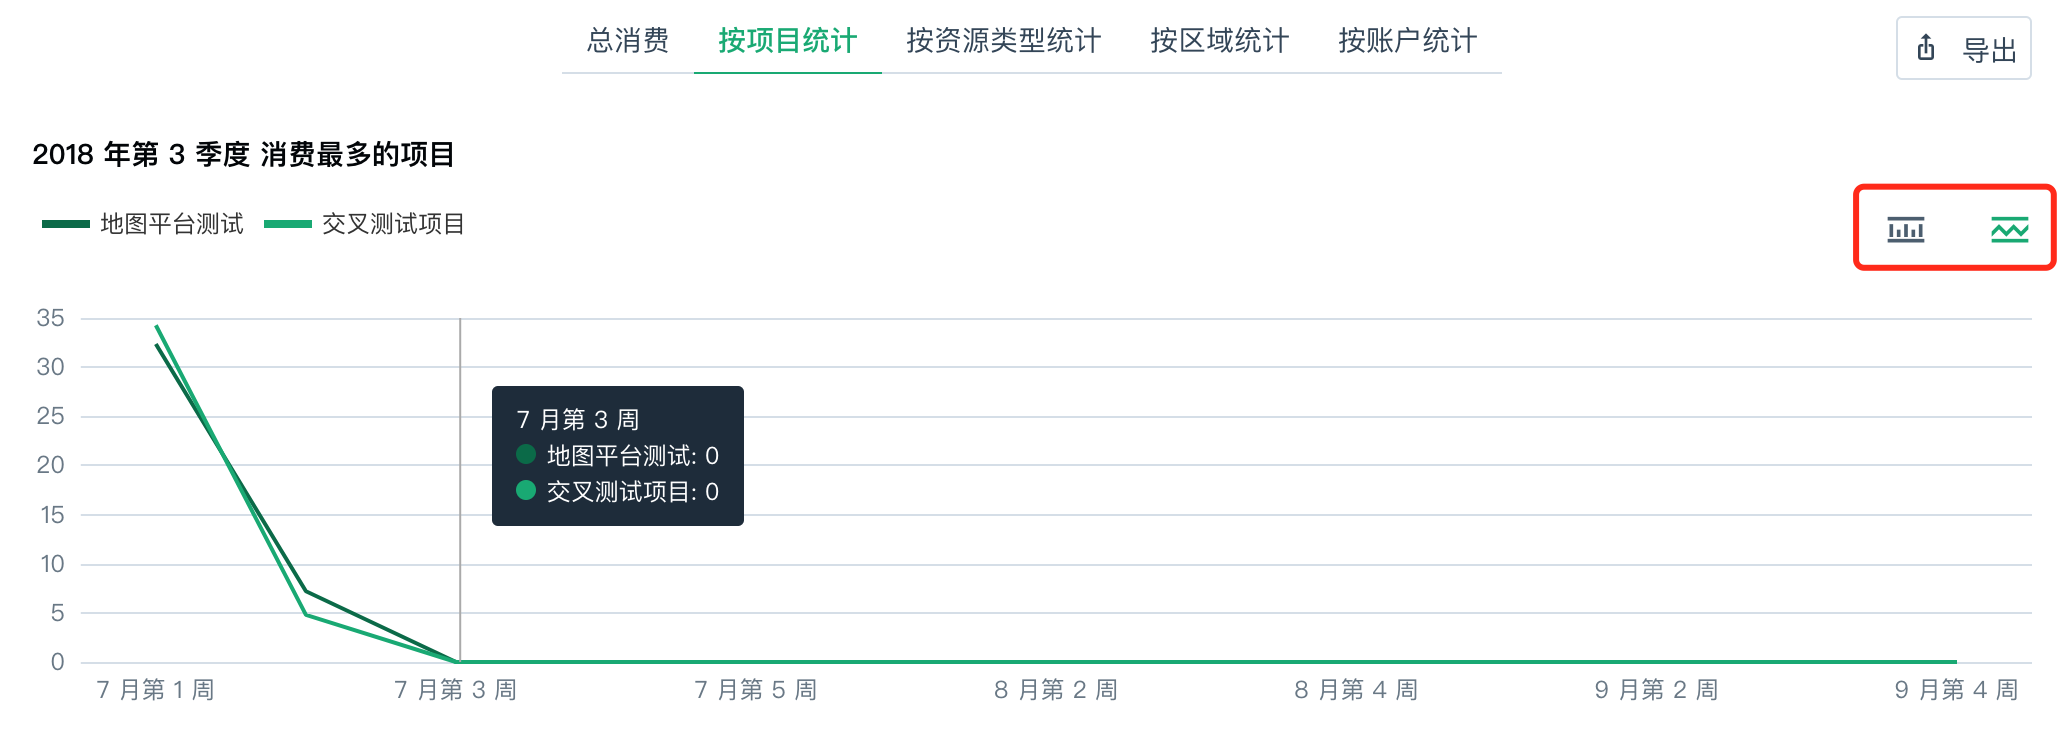 总消费 按项目统计 按资源类型统计 按区域统计 按账户统计 导出
2018 年第 3 季度 消费最多的项目
地图平台测试 交叉测试项目
35
30
25
20
15
10
5
0
7 月第 3 周
地图平台测试: 0
交叉测试项目: 0
7 月第 1 周 7 月第 3 周 7 月第 5 周 8 月第 2 周 8 月第 4 周 9 月第 2 周 9 月第 4 周